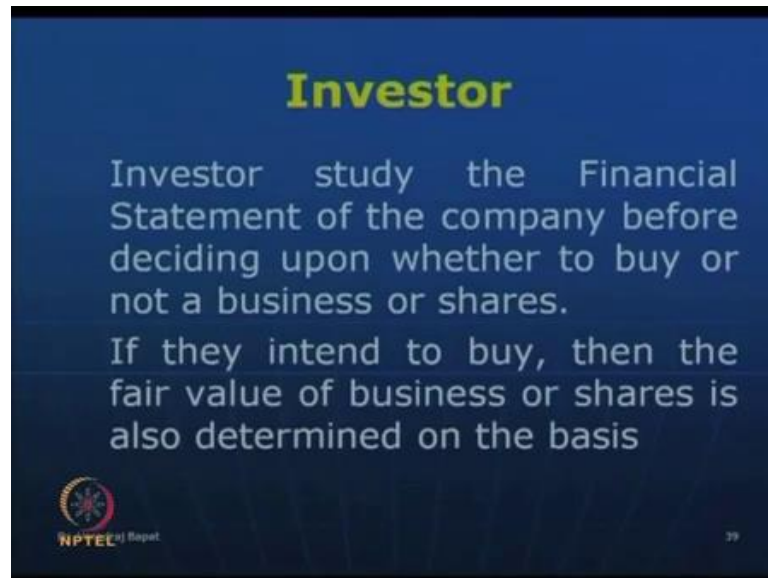 Investor
Investor study the Financial
Statement of the company before
deciding upon whether to buy or
not a business or shares.
If they intend to buy, then the
fair value of business or shares is
also determined on the basis
NPTEL
Bapat
39